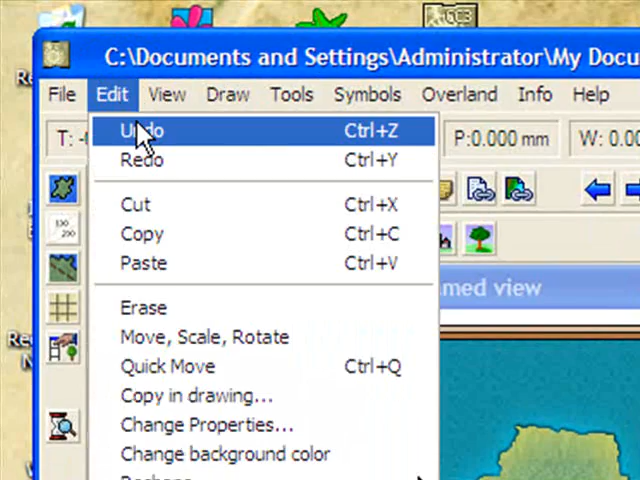 CC3
C:\Documents and Settings\Administrator\My Docu
File Edit View Draw Tools Symbols Overland Info Help
T: P:0.000 mm W: 0.00
Undo Ctrl+Z
Redo Ctrl+Y
Cut Ctrl+X
Copy Ctrl+C
Paste Ctrl+V
med view
Erase
Move, Scale, Rotate
Quick Move Ctrl+Q
Copy in drawing...
Change Properties...
Change background color